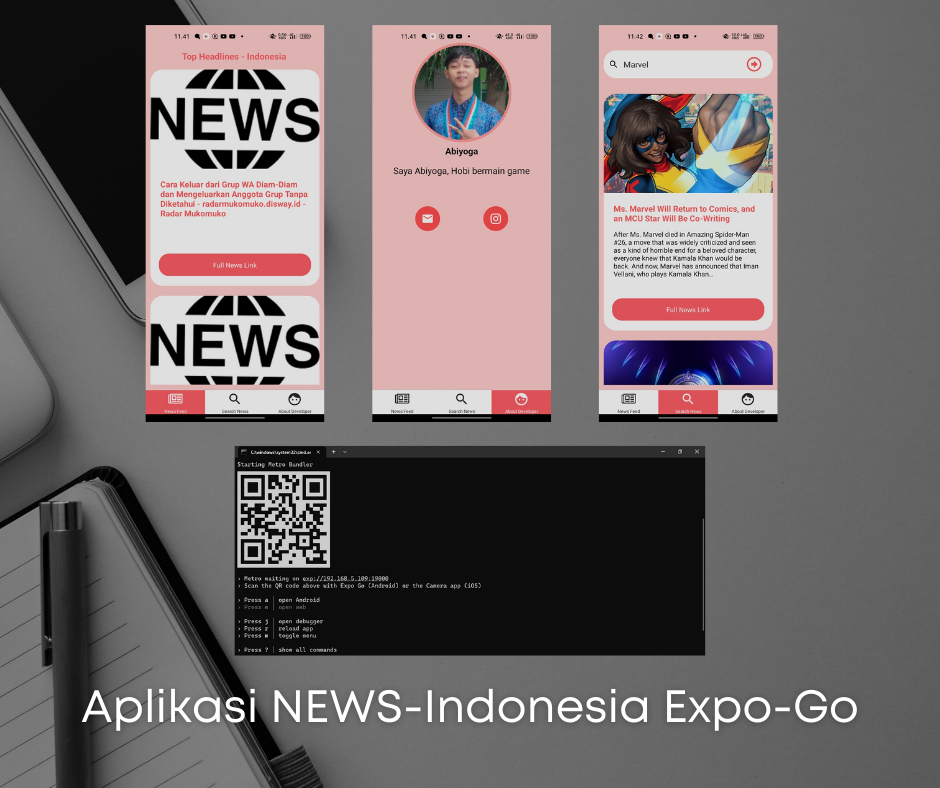 11.41
Top Headlines - Indonesia
NEWS
Cara Keluar dari Grup WA Diam-Diam
dan Mengeluarkan Anggota Grup Tanpa
Diketahui - radarmukomuko.disway.id -
Radar Mukomuko
Full News Link
NEWS
News Feed
Search News
About Developer
11.41
Abiyoga
Saya Abiyoga, Hobi bermain game
News Feed
Search News
About Developer
11.42
Marvel
Ms. Marvel Will Return to Comics, and
an MCU Star Will Be Co-Writing
After Ms. Marvel died in Amazing Spider-Man
#26, a move that was widely criticized and seen
as a kind of horrible end for a beloved character,
everyone knew that Kamala Khan would be
back. And now, Marvel has announced that Iman
Vellani, who plays Kamala Khan...
Full News Link
News Feed
Search News
About Developer
C:\windows\system32\cmd.ex
Starting Metro Bundler
› Metro waiting on exp://192.168.5.109:19000
› Scan the QR code above with Expo Go (Android) or the Camera app (iOS)
› Press a │ open Android
› Press w │ open web
› Press j │ open debugger
› Press r │ reload app
› Press m │ toggle menu
› Press ? │ show all commands
Aplikasi NEWS-Indonesia Expo-Go